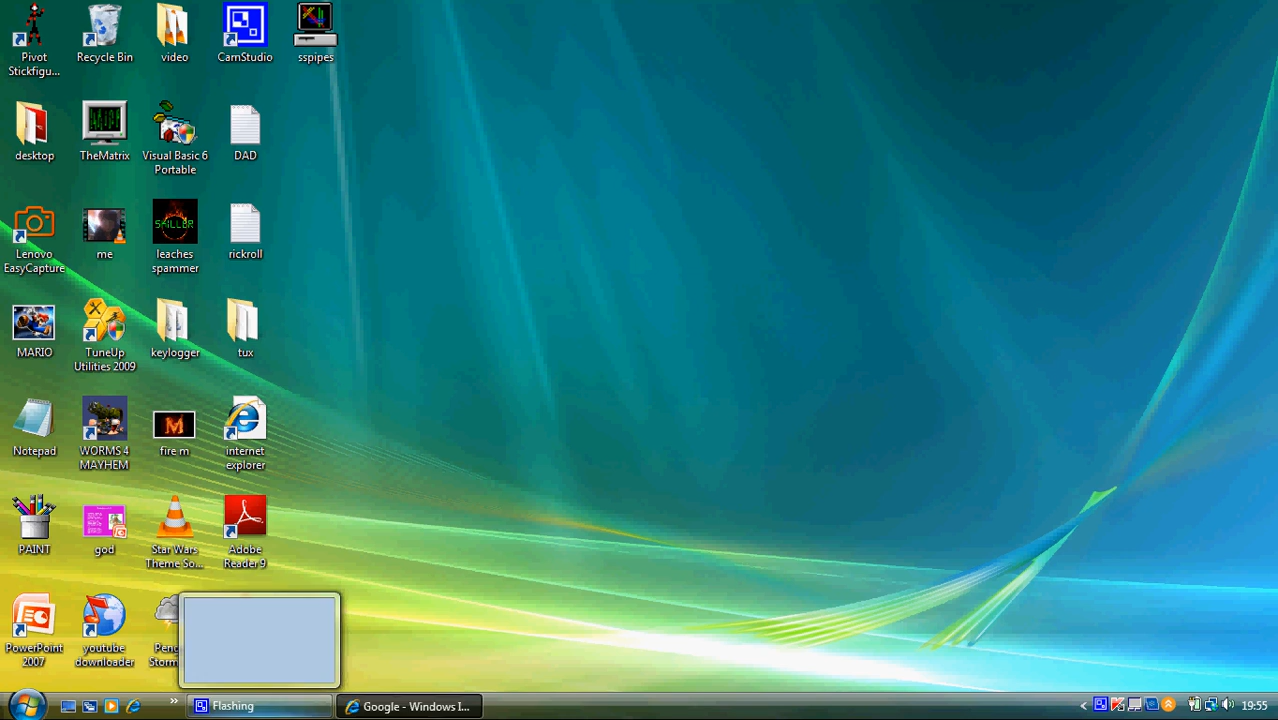 Pivot
Stickfigu...
Recycle Bin
video
CamStudio
sspipes
desktop
TheMatrix
Visual Basic 6
Portable
DAD
Lenovo
EasyCapture
me
leaches
spammer
rickroll
MARIO
TuneUp
Utilities 2009
keylogger
tux
Notepad
WORMS 4
MAYHEM
fire m
internet
explorer
PAINT
god
Star Wars
Theme So...
Adobe
Reader 9
PowerPoint
2007
youtube
downloader
Storm
Flashing
Google - Windows I...
19:55